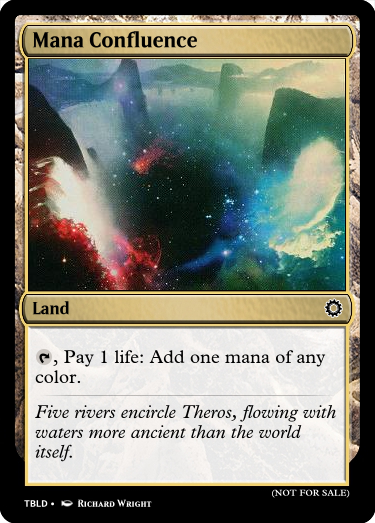 Mana Confluence
Land
, Pay 1 life: Add one mana of any
color.
Five rivers encircle Theros, flowing with
waters more ancient than the world
itself.
(NOT FOR SALE)
TBLD • Richard Wright